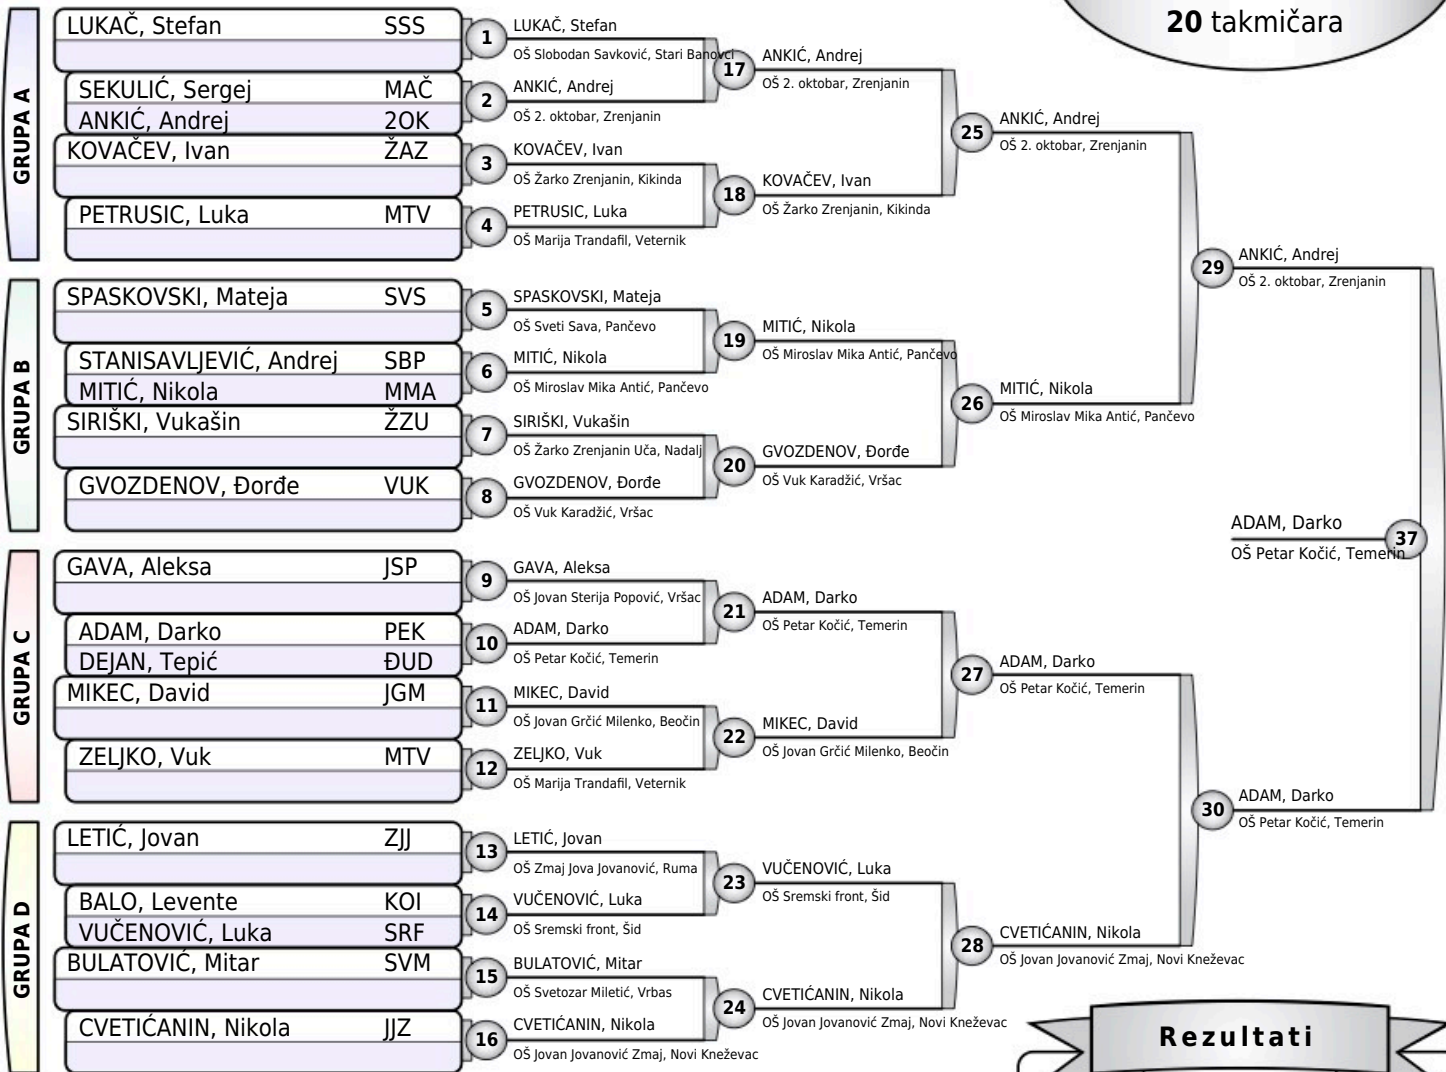 20 takmičara
GRUPA A
LUKAČ, Stefan SSS
SEKULIĆ, Sergej MAČ
ANKIĆ, Andrej 2OK
KOVAČEV, Ivan ŽAZ
PETRUSIC, Luka MTV
GRUPA B
SPASKOVSKI, Mateja SVS
STANISAVLJEVIĆ, Andrej SBP
MITIĆ, Nikola MMA
SIRIŠKI, Vukašin ŽZU
GVOZDENOV, Đorđe VUK
GRUPA C
GAVA, Aleksa JSP
ADAM, Darko PEK
DEJAN, Tepić ĐUD
MIKEC, David JGM
ZELJKO, Vuk MTV
GRUPA D
LETIĆ, Jovan ZJJ
BALO, Levente KOI
VUČENOVIĆ, Luka SRF
BULATOVIĆ, Mitar SVM
CVETIĆANIN, Nikola JJZ
1 LUKAČ, Stefan
OŠ Slobodan Savković, Stari Banovci
2 ANKIĆ, Andrej
OŠ 2. oktobar, Zrenjanin
3 KOVAČEV, Ivan
OŠ Žarko Zrenjanin, Kikinda
4 PETRUSIC, Luka
OŠ Marija Trandafil, Veternik
5 SPASKOVSKI, Mateja
OŠ Sveti Sava, Pančevo
6 MITIĆ, Nikola
OŠ Miroslav Mika Antić, Pančevo
7 SIRIŠKI, Vukašin
OŠ Žarko Zrenjanin Uča, Nadalj
8 GVOZDENOV, Đorđe
OŠ Vuk Karadžić, Vršac
9 GAVA, Aleksa
OŠ Jovan Sterija Popović, Vršac
10 ADAM, Darko
OŠ Petar Kočić, Temerin
11 MIKEC, David
OŠ Jovan Grčić Milenko, Beočin
12 ZELJKO, Vuk
OŠ Marija Trandafil, Veternik
13 LETIĆ, Jovan
OŠ Zmaj Jova Jovanović, Ruma
14 VUČENOVIĆ, Luka
OŠ Sremski front, Šid
15 BULATOVIĆ, Mitar
OŠ Svetozar Miletić, Vrbas
16 CVETIĆANIN, Nikola
OŠ Jovan Jovanović Zmaj, Novi Kneževac
17 ANKIĆ, Andrej
OŠ 2. oktobar, Zrenjanin
18 KOVAČEV, Ivan
OŠ Žarko Zrenjanin, Kikinda
19 MITIĆ, Nikola
OŠ Miroslav Mika Antić, Pančevo
20 GVOZDENOV, Đorđe
OŠ Vuk Karadžić, Vršac
21 ADAM, Darko
OŠ Petar Kočić, Temerin
22 MIKEC, David
OŠ Jovan Grčić Milenko, Beočin
23 VUČENOVIĆ, Luka
OŠ Sremski front, Šid
24 CVETIĆANIN, Nikola
OŠ Jovan Jovanović Zmaj, Novi Kneževac
25 ANKIĆ, Andrej
OŠ 2. oktobar, Zrenjanin
26 MITIĆ, Nikola
OŠ Miroslav Mika Antić, Pančevo
27 ADAM, Darko
OŠ Petar Kočić, Temerin
28 CVETIĆANIN, Nikola
OŠ Jovan Jovanović Zmaj, Novi Kneževac
29 ANKIĆ, Andrej
OŠ 2. oktobar, Zrenjanin
30 ADAM, Darko
OŠ Petar Kočić, Temerin
ADAM, Darko 37
OŠ Petar Kočić, Temerin
Rezultati